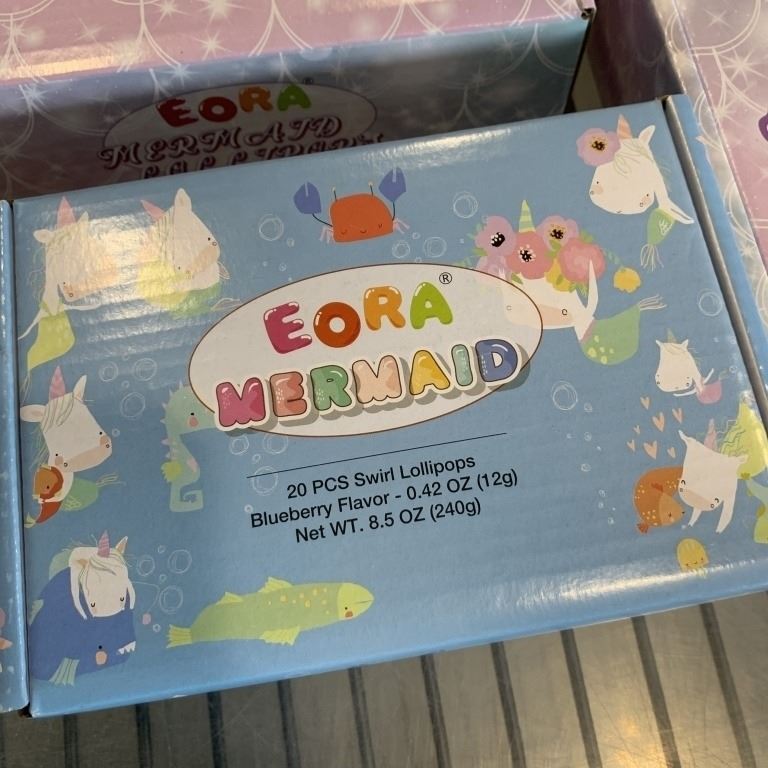 EORA®
MERMAID
LOLLIPOPS
EORA®
MERMAID
20 PCS Swirl Lollipops
Blueberry Flavor - 0.42 OZ (12g)
Net WT. 8.5 OZ (240g)